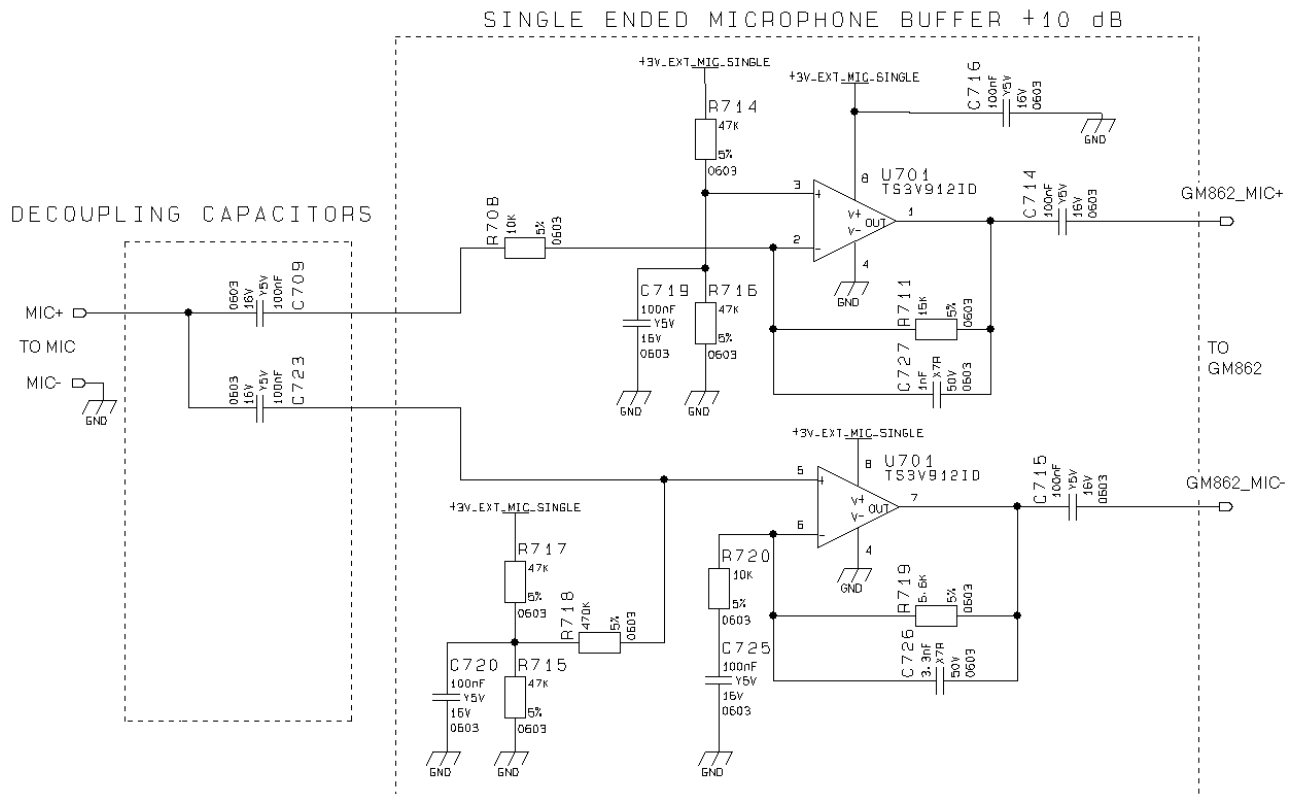 SINGLE ENDED MICROPHONE BUFFER +10 dB
+3V_EXT_MIC_SINGLE
+3V_EXT_MIC_SINGLE
C716
100nF
Y5V
16V
0603
GND
R714
47K
5%
0603
U701
TS3V912ID
8
3
+
V+
OUT
V-
2
-
1
4
GND
C714
100nF
Y5V
16V
0603
GM862_MIC+
DECOUPLING CAPACITORS
R708
10K
5%
0603
0603
16V
Y5V
100nF
C709
MIC+
TO MIC
MIC-
GND
0603
16V
Y5V
100nF
C723
C719
100nF
Y5V
16V
0603
GND
R716
47K
5%
0603
GND
R711
15K
5%
0603
C727
1nF
X7R
50V
0603
TO
GM862
+3V_EXT_MIC_SINGLE
U701
TS3V912ID
8
5
+
V+
OUT
V-
6
-
7
4
GND
C715
100nF
Y5V
16V
0603
GM862_MIC-
+3V_EXT_MIC_SINGLE
R717
47K
5%
0603
R718
470K
5%
0603
C720
100nF
Y5V
16V
0603
GND
R715
47K
5%
0603
GND
R720
10K
5%
0603
C725
100nF
Y5V
16V
0603
GND
R719
5.6K
5%
0603
C726
3.3nF
X7R
50V
0603